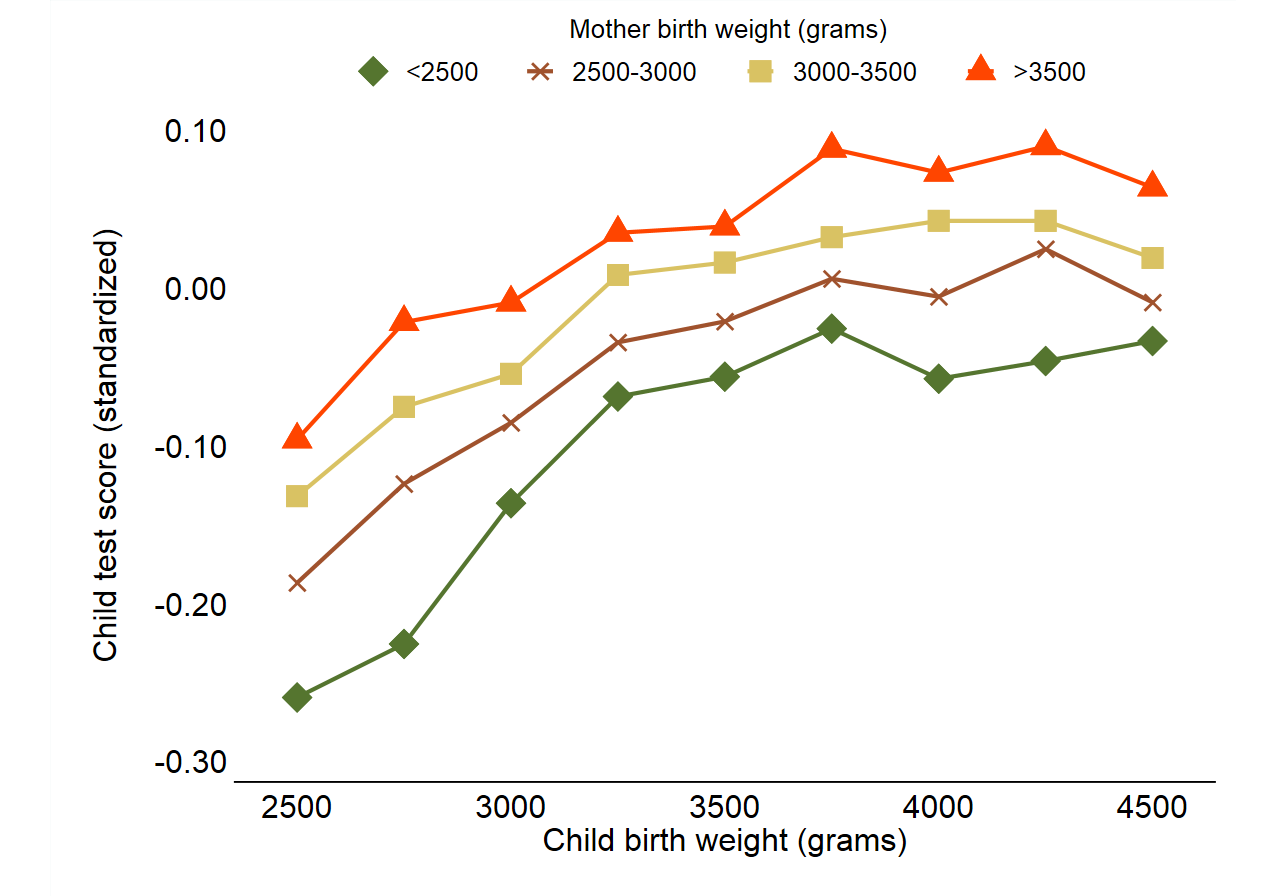 Mother birth weight (grams)
<2500 2500-3000 3000-3500 >3500
0.10
0.00
-0.10
-0.20
-0.30
Child test score (standardized)
2500 3000 3500 4000 4500
Child birth weight (grams)